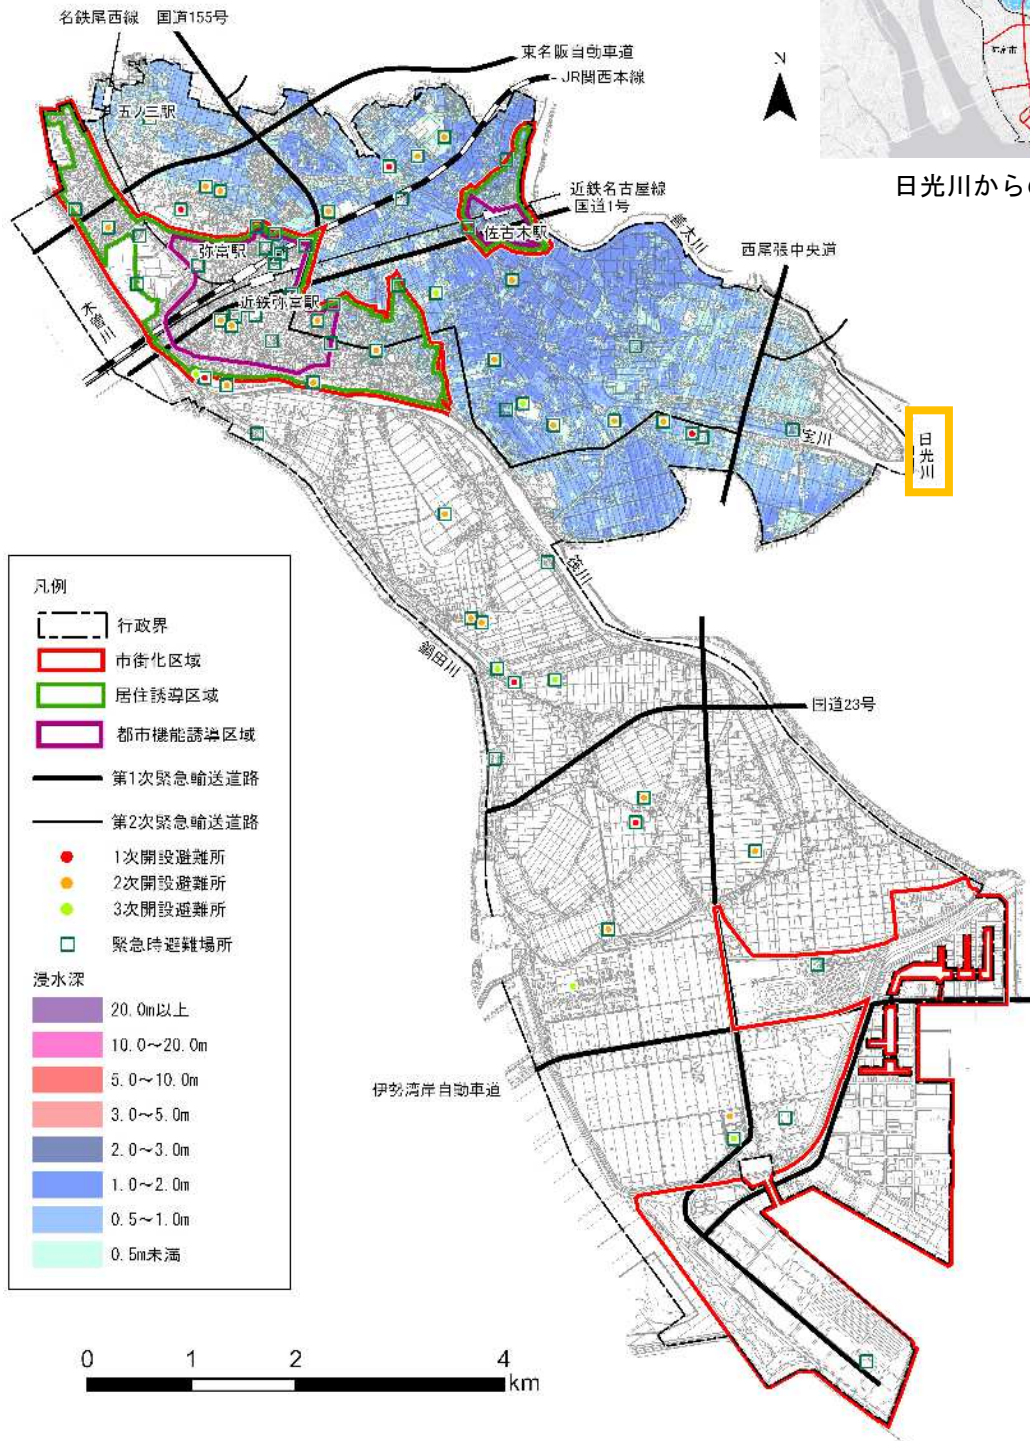 名鉄尾西線
国道155号
東名阪自動車道
JR関西本線
五ノ三駅
近鉄名古屋線
国道1号
日光川から
佐古木駅
善太川
西尾張中央道
弥富駅
近鉄弥富駅
木曽川
宝川
日光川
筏川
鍋田川
国道23号
伊勢湾岸自動車道
凡例
行政界
市街化区域
居住誘導区域
都市機能誘導区域
第1次緊急輸送道路
第2次緊急輸送道路
1次開設避難所
2次開設避難所
3次開設避難所
緊急時避難場所
浸水深
20.0m以上
10.0～20.0m
5.0～10.0m
3.0～5.0m
2.0～3.0m
1.0～2.0m
0.5～1.0m
0.5m未満
0 1 2 4
km
N